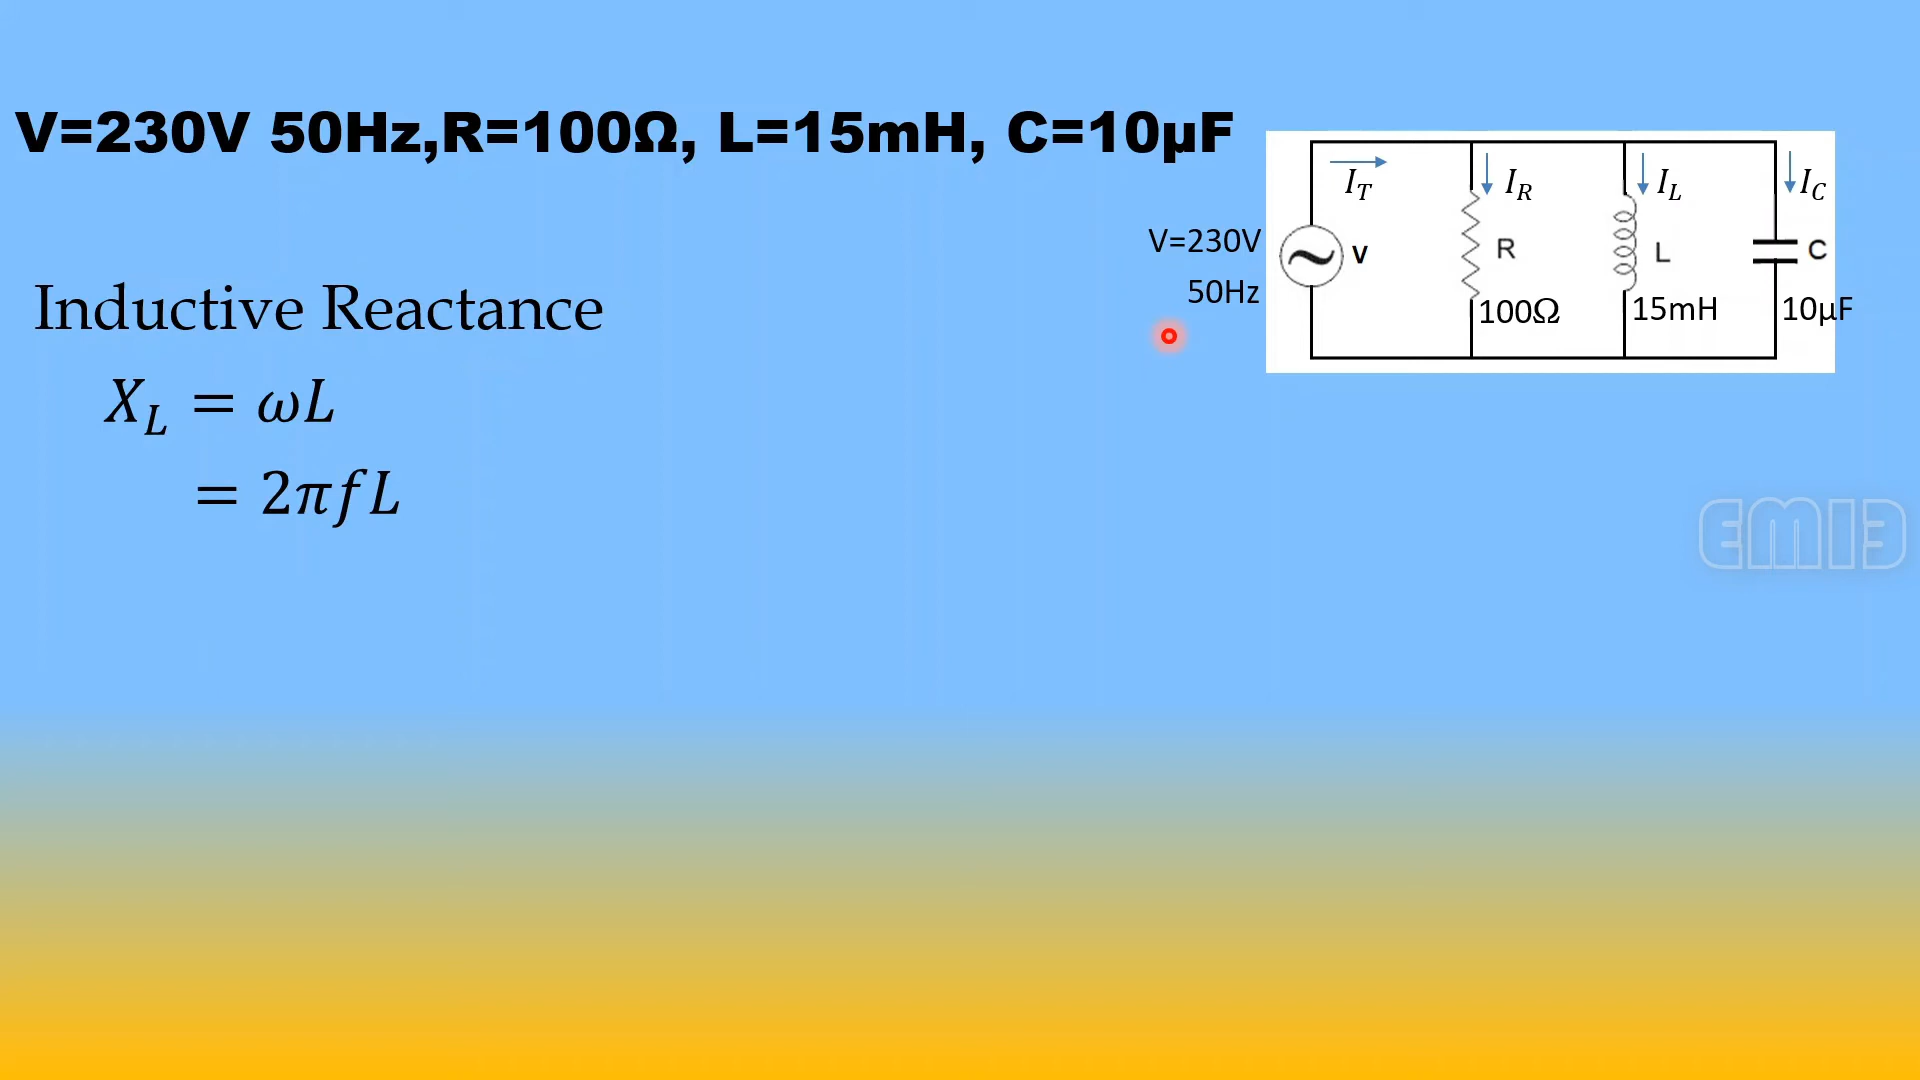 V=230V 50Hz,R=100Ω, L=15mH, C=10µF
I_T I_R I_L I_C
V=230V
50Hz
V R L C
100Ω 15mH 10µF
Inductive Reactance
X_L = ωL
= 2πfL
EMIE